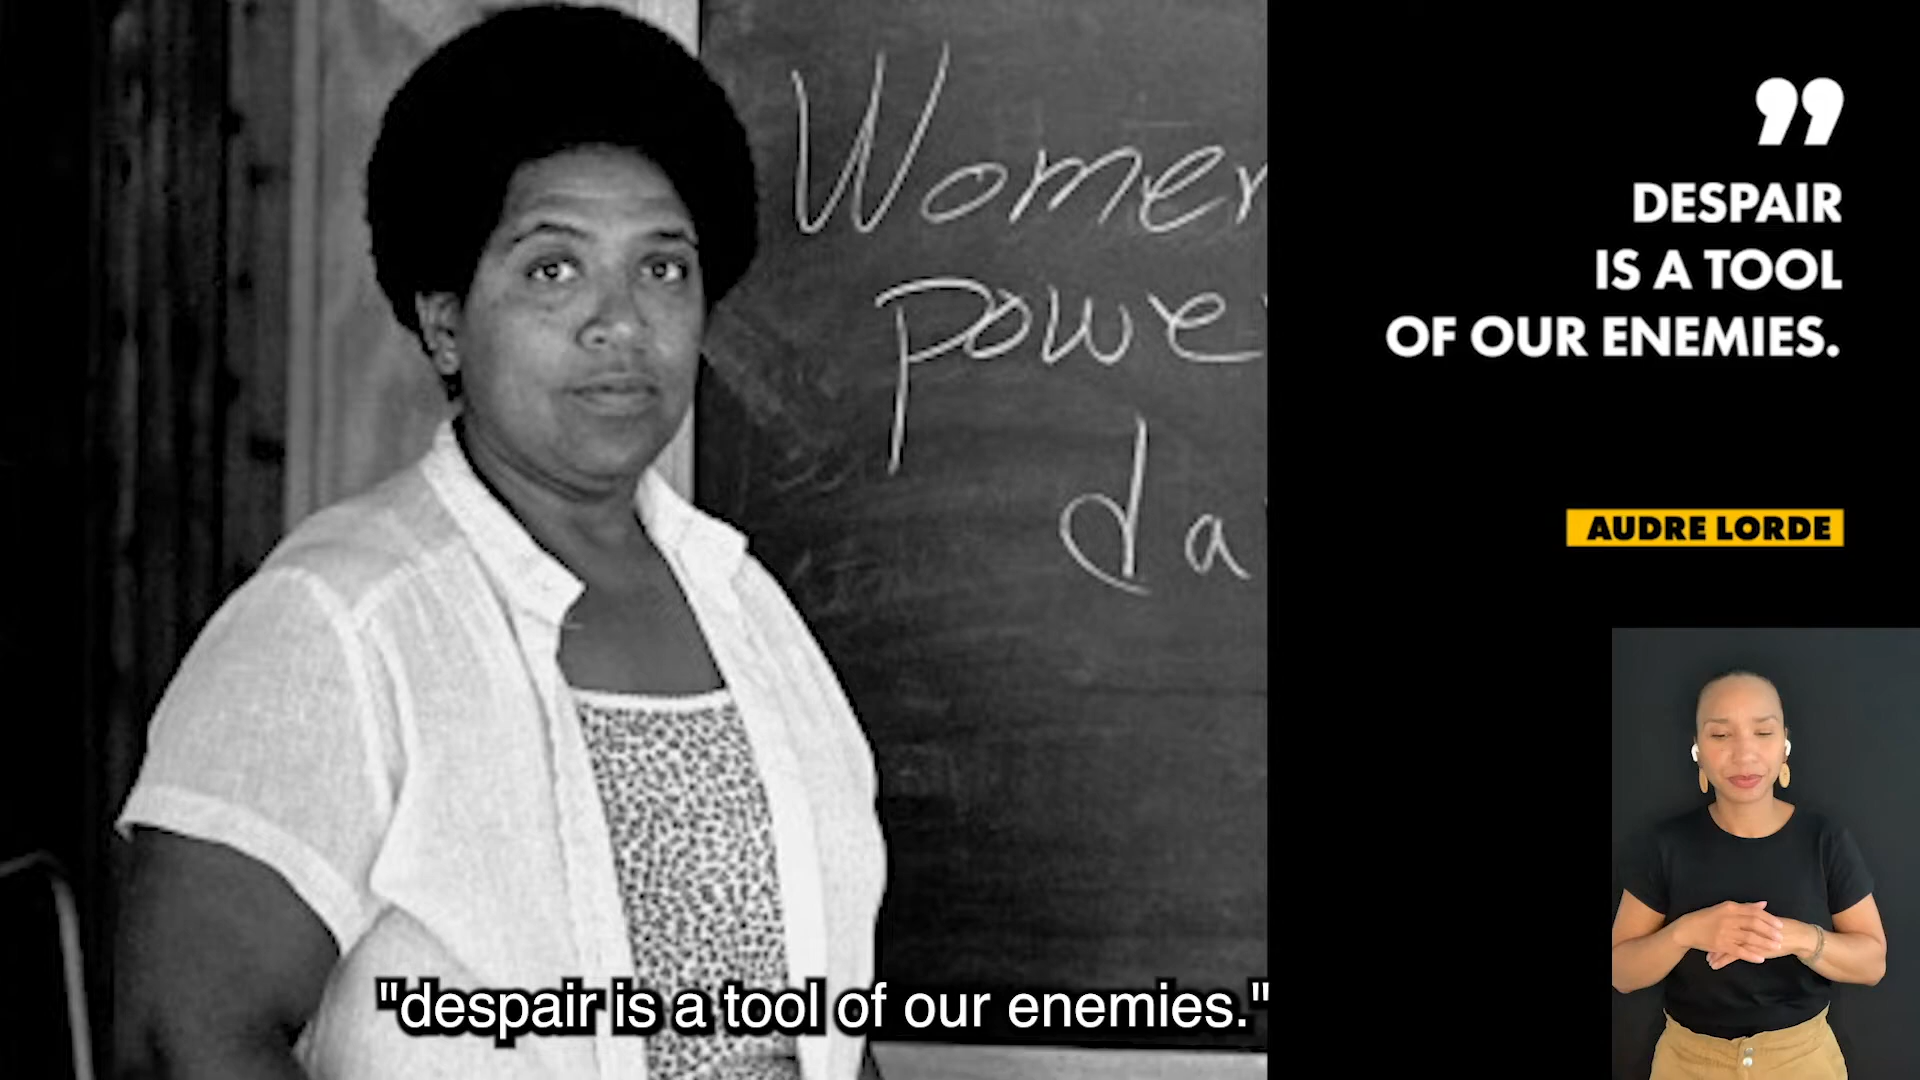 Women
powe
da
”
DESPAIR
IS A TOOL
OF OUR ENEMIES.
AUDRE LORDE
"despair is a tool of our enemies."